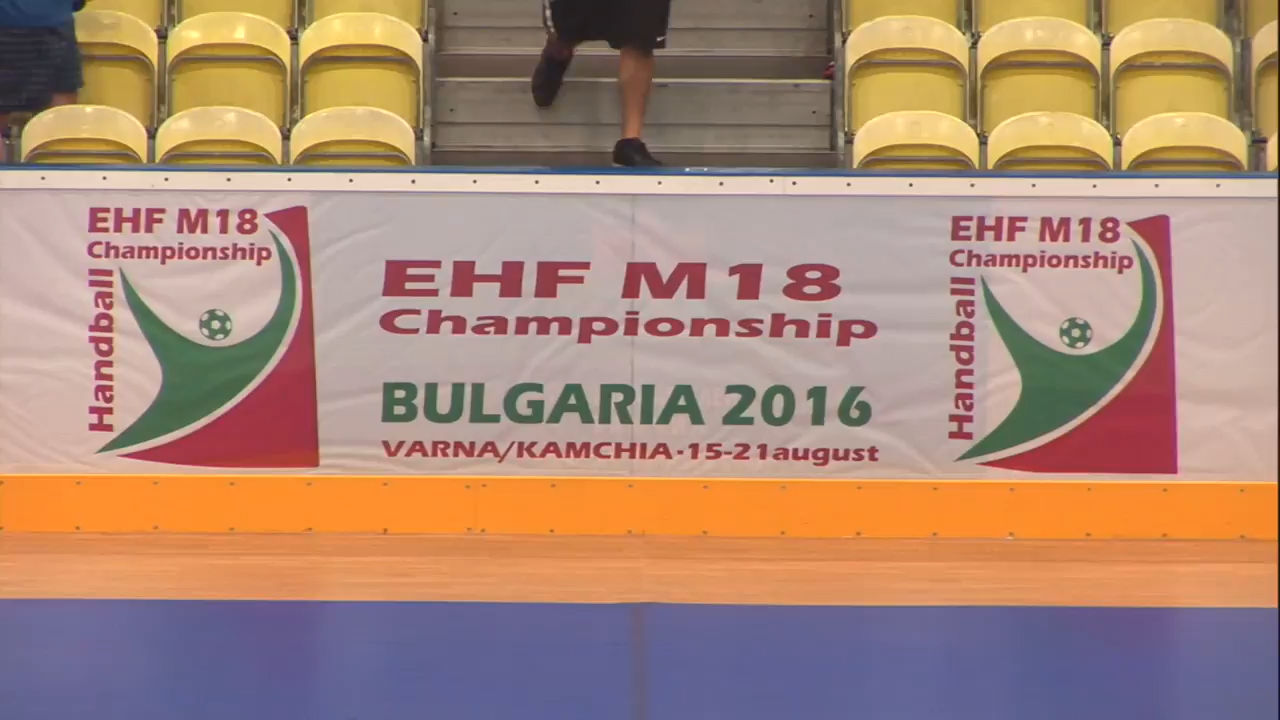 EHF M18
Championship
Handball
EHF M18
Championship
BULGARIA 2016
VARNA/KAMCHIA·15-21august
EHF M18
Championship
Handball